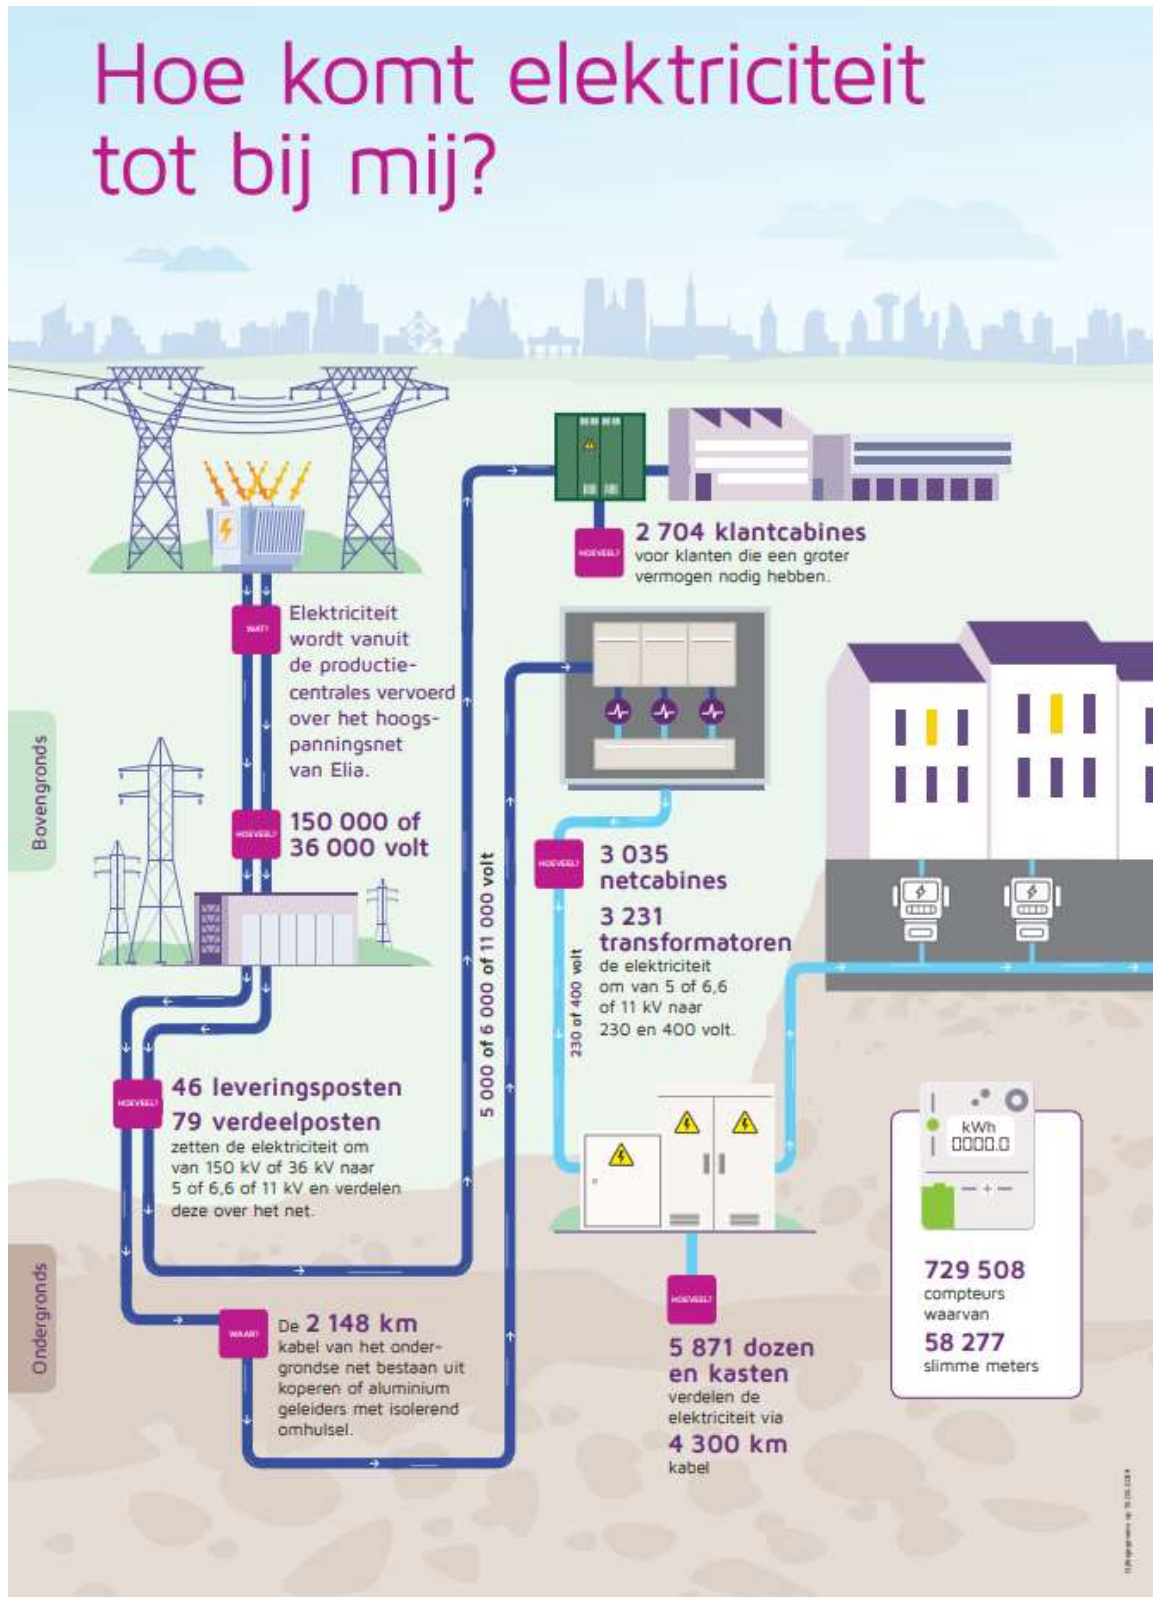 Hoe komt elektriciteit
tot bij mij?
HOEVEEL?
2 704 klantcabines
voor klanten die een groter
vermogen nodig hebben.
WAT?
Elektriciteit
wordt vanuit
de productie-
centrales vervoerd
over het hoogs-
panningsnet
van Elia.
Bovengronds
HOEVEEL?
150 000 of
36 000 volt
5 000 of 6 000 of 11 000 volt
HOEVEEL?
3 035
netcabines
3 231
transformatoren
de elektriciteit
om van 5 of 6,6
of 11 kV naar
230 en 400 volt.
230 of 400 volt
HOEVEEL?
46 leveringsposten
79 verdeelposten
zetten de elektriciteit om
van 150 kV of 36 kV naar
5 of 6,6 of 11 kV en verdelen
deze over het net.
Ondergronds
WAAR?
De 2 148 km
kabel van het onder-
grondse net bestaan uit
koperen of aluminium
geleiders met isolerend
omhulsel.
HOEVEEL?
5 871 dozen
en kasten
verdelen de
elektriciteit via
4 300 km
kabel
kWh
0000.0
729 508
compteurs
waarvan
58 277
slimme meters